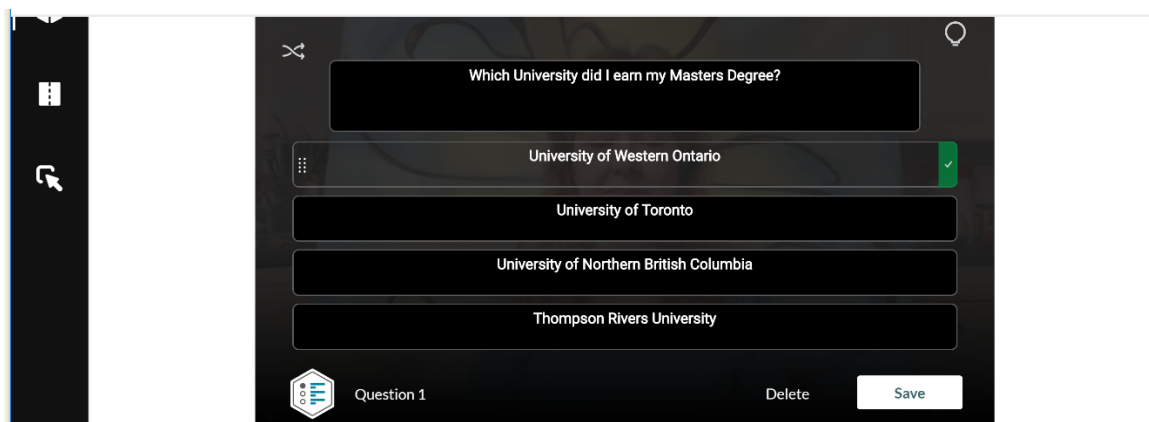 Which University did I earn my Masters Degree?
University of Western Ontario
University of Toronto
University of Northern British Columbia
Thompson Rivers University
Question 1
Delete
Save